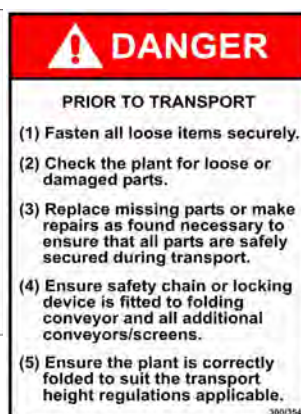 DANGER
PRIOR TO TRANSPORT
(1) Fasten all loose items securely.
(2) Check the plant for loose or
damaged parts.
(3) Replace missing parts or make
repairs as found necessary to
ensure that all parts are safely
secured during transport.
(4) Ensure safety chain or locking
device is fitted to folding
conveyor and all additional
conveyors/screens.
(5) Ensure the plant is correctly
folded to suit the transport
height regulations applicable.